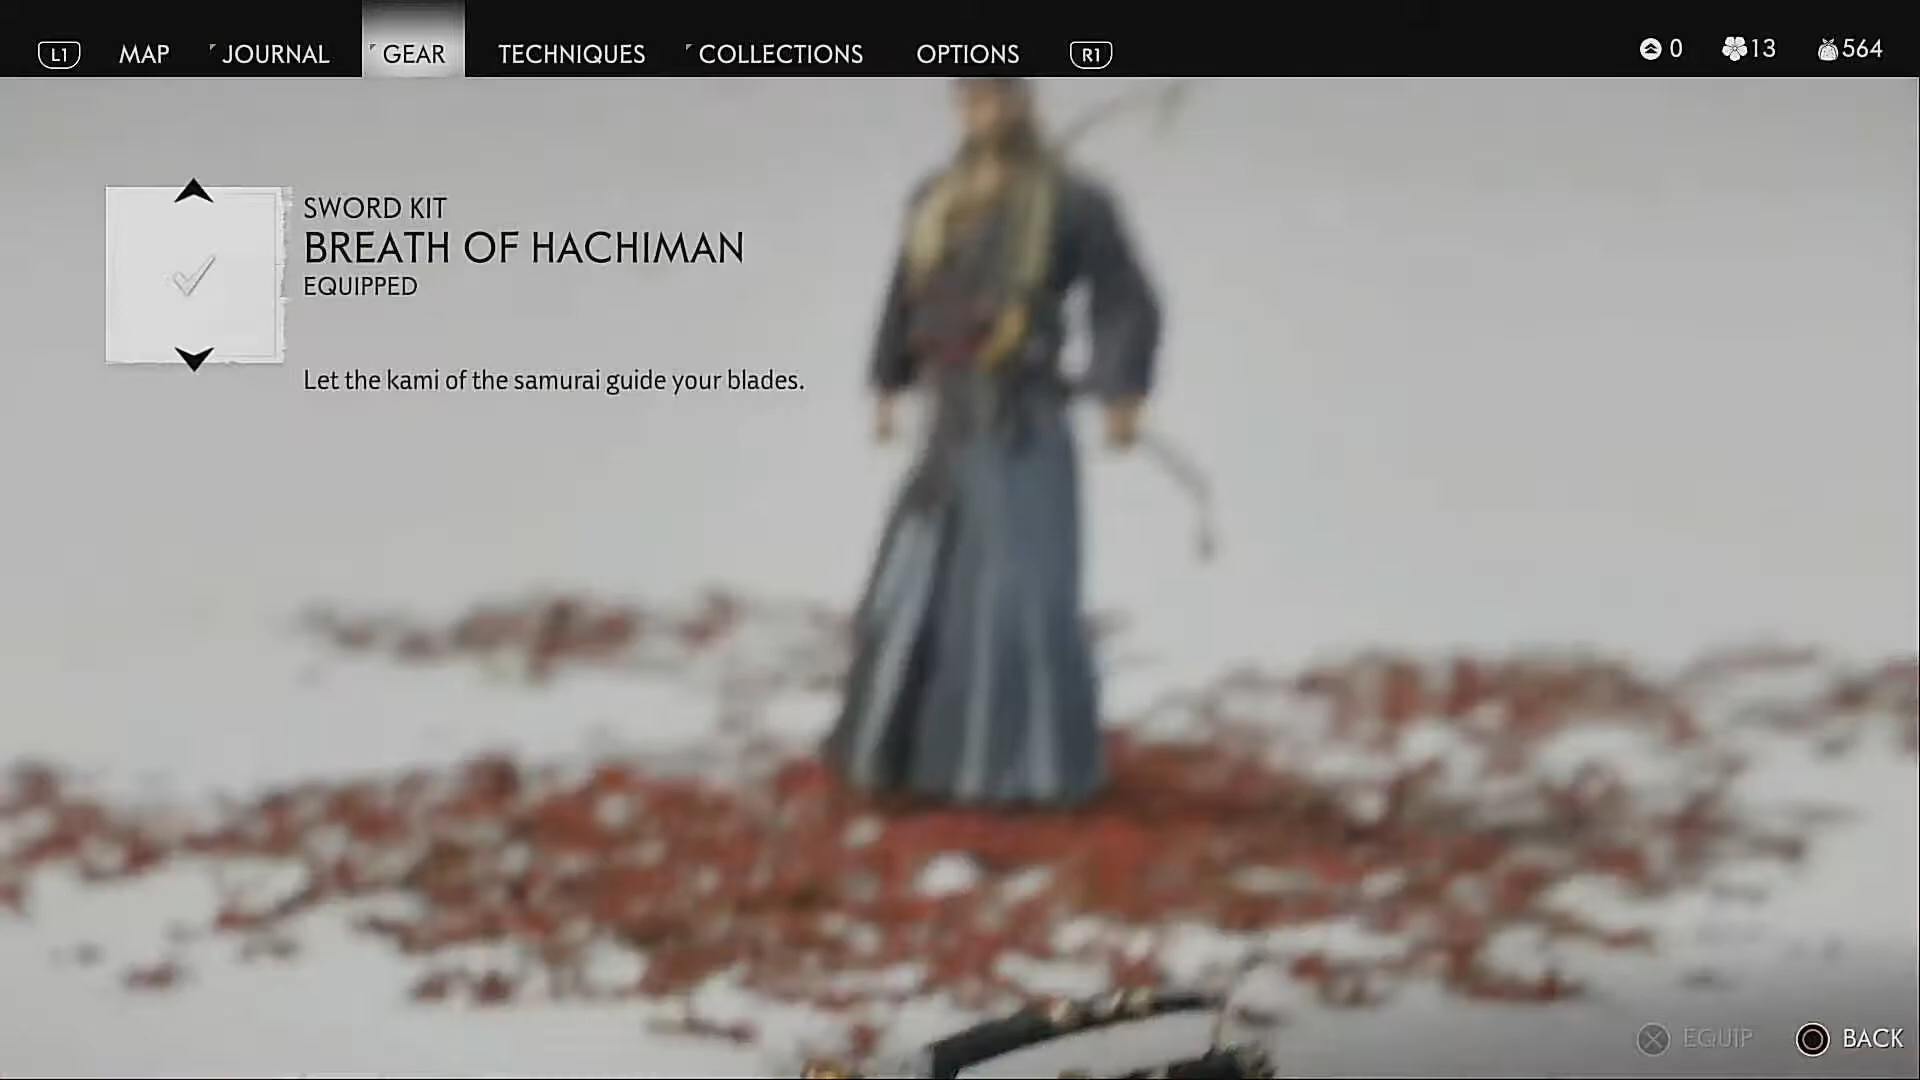 L1 MAP JOURNAL GEAR TECHNIQUES COLLECTIONS OPTIONS R1 0 13 564
SWORD KIT
BREATH OF HACHIMAN
EQUIPPED
Let the kami of the samurai guide your blades.
EQUIP BACK